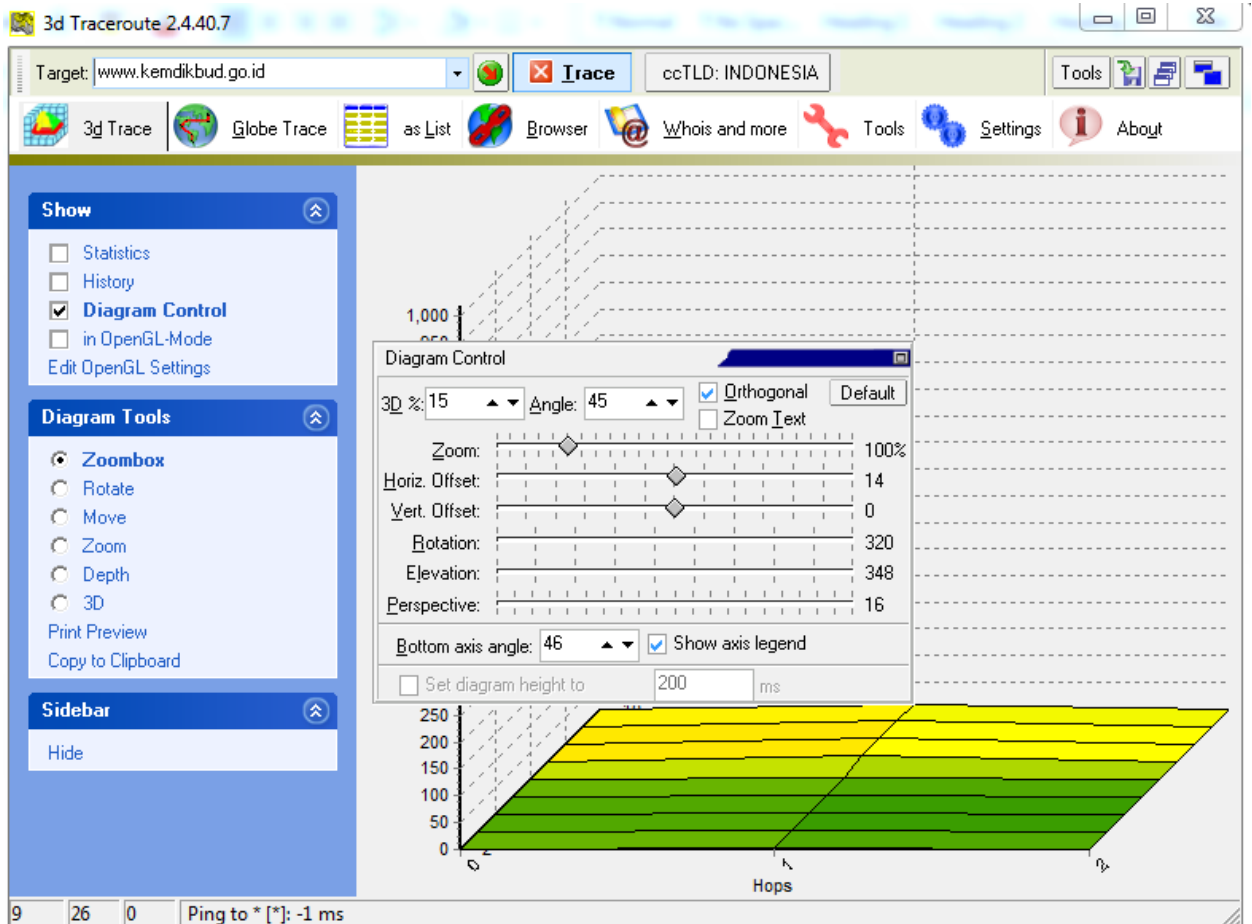 3d Traceroute 2.4.40.7
Target: www.kemdikbud.go.id Trace ccTLD: INDONESIA Tools
3d Trace Globe Trace as List Browser Whois and more Tools Settings About
Show
Statistics
History
Diagram Control
in OpenGL-Mode
Edit OpenGL Settings
Diagram Tools
Zoombox
Rotate
Move
Zoom
Depth
3D
Print Preview
Copy to Clipboard
Sidebar
Hide
1,000
Diagram Control
3D %: 15 Angle: 45 Orthogonal Default
Zoom Text
Zoom: 100%
Horiz. Offset: 14
Vert. Offset: 0
Rotation: 320
Elevation: 348
Perspective: 16
Bottom axis angle: 46 Show axis legend
Set diagram height to 200 ms
250
200
150
100
50
0
0 1 2
Hops
9 26 0 Ping to * [*]: -1 ms